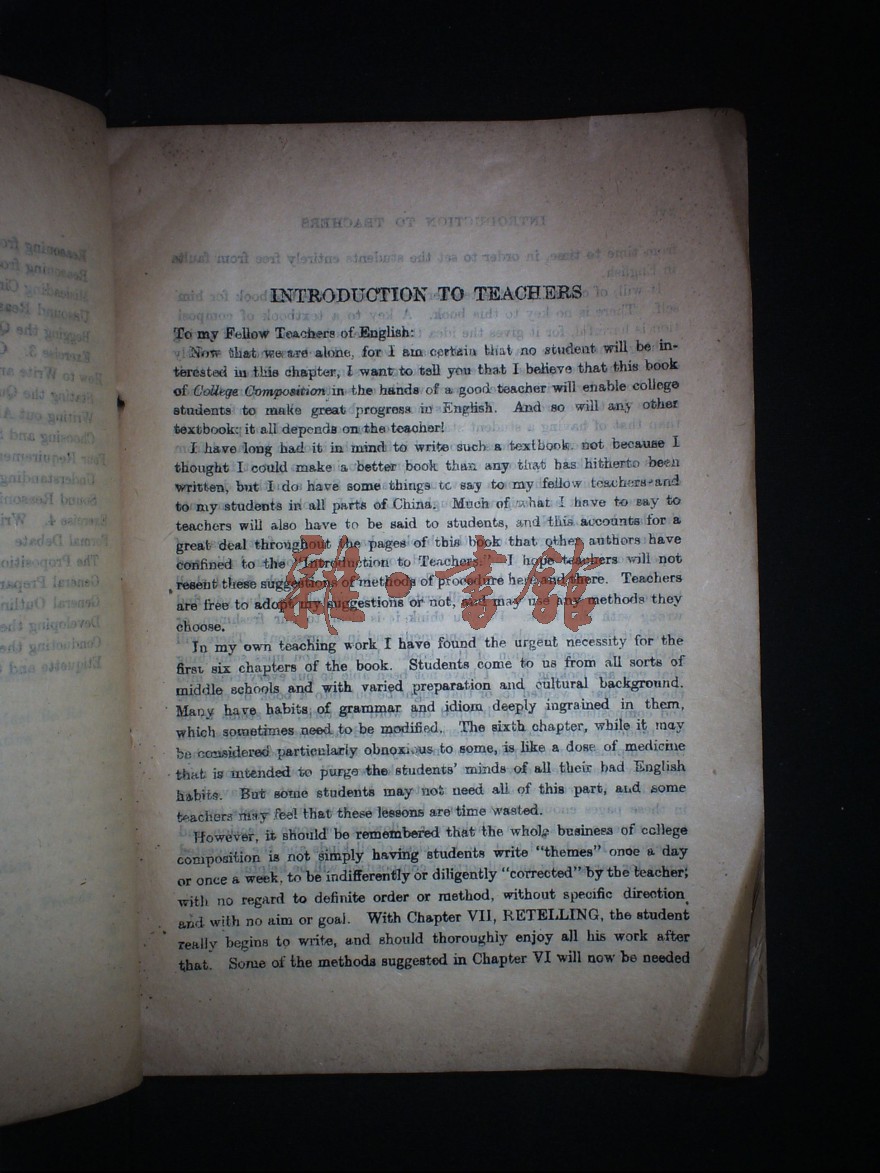 INTRODUCTION TO TEACHERS
To my Fellow Teachers of English:
Now that we are alone, for I am certain that no student will be in-
terested in this chapter, I want to tell you that I believe that this book
of College Composition in the hands of a good teacher will enable college
students to make great progress in English. And so will any other
textbook; it all depends on the teacher!
I have long had it in mind to write such a textbook, not because I
thought I could make a better book than any that has hitherto been
written, but I do have some things to say to my fellow teachers and
to my students in all parts of China. Much of what I have to say to
teachers will also have to be said to students, and this accounts for a
great deal throughout the pages of this book that other authors have
confined to the "Introduction to Teachers." I hope teachers will not
resent these suggestions of methods of procedure here and there. Teachers
are free to adopt my suggestions or not, and may use any methods they
choose.
In my own teaching work I have found the urgent necessity for the
first six chapters of the book. Students come to us from all sorts of
middle schools and with varied preparation and cultural background.
Many have habits of grammar and idiom deeply ingrained in them,
which sometimes need to be modified. The sixth chapter, while it may
be considered particularly obnoxious to some, is like a dose of medicine
that is intended to purge the students' minds of all their bad English
habits. But some students may not need all of this part, and some
teachers may feel that these lessons are time wasted.
However, it should be remembered that the whole business of college
composition is not simply having students write "themes" once a day
or once a week, to be indifferently or diligently "corrected" by the teacher;
with no regard to definite order or method, without specific direction
and with no aim or goal. With Chapter VII, RETELLING, the student
really begins to write, and should thoroughly enjoy all his work after
that. Some of the methods suggested in Chapter VI will now be needed
雅·書館